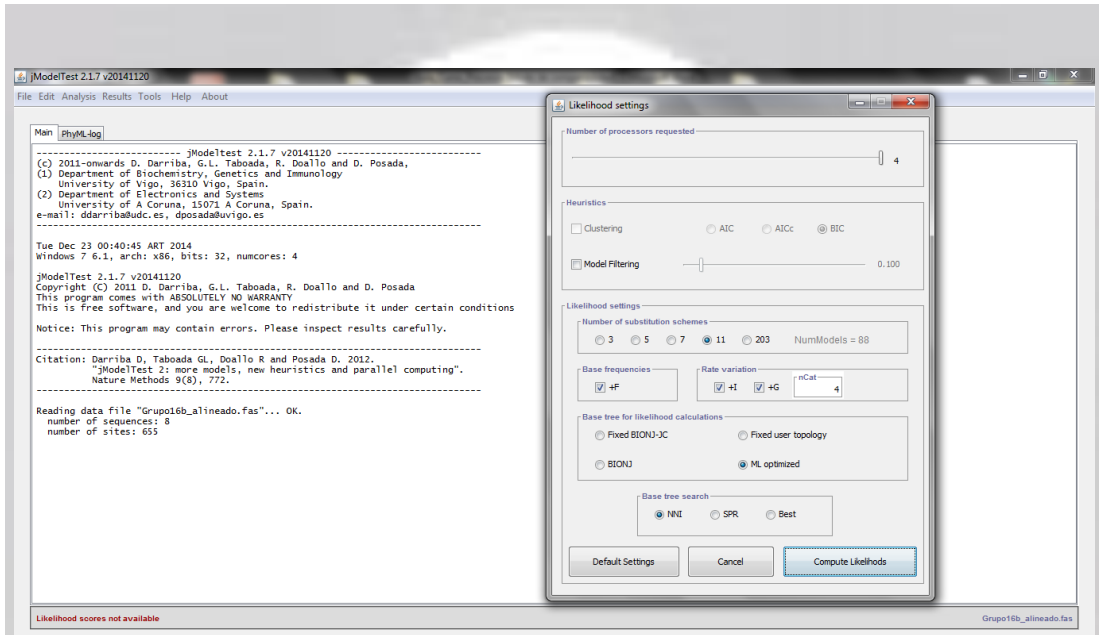 jModelTest 2.1.7 v20141120
File Edit Analysis Results Tools Help About
Main PhyML-log
--------------------------- jModeltest 2.1.7 v20141120 ---------------------------
(c) 2011-onwards D. Darriba, G.L. Taboada, R. Doallo and D. Posada,
(1) Department of Biochemistry, Genetics and Immunology
University of Vigo, 36310 Vigo, Spain.
(2) Department of Electronics and Systems
University of A Coruna, 15071 A Coruna, Spain.
e-mail: ddarriba@udc.es, dposada@uvigo.es
--------------------------------------------------------------------------------
Tue Dec 23 00:40:45 ART 2014
Windows 7 6.1, arch: x86, bits: 32, numcores: 4
jModelTest 2.1.7 v20141120
Copyright (C) 2011 D. Darriba, G.L. Taboada, R. Doallo and D. Posada
This program comes with ABSOLUTELY NO WARRANTY
This is free software, and you are welcome to redistribute it under certain conditions
Notice: This program may contain errors. Please inspect results carefully.
--------------------------------------------------------------------------------
Citation: Darriba D, Taboada GL, Doallo R and Posada D. 2012.
"jModelTest 2: more models, new heuristics and parallel computing".
Nature Methods 9(8), 772.
--------------------------------------------------------------------------------
Reading data file "Grupo16b_alineado.fas"... OK.
number of sequences: 8
number of sites: 655
Likelihood scores not available
Grupo16b_alineado.fas
Likelihood settings
Number of processors requested
4
Heuristics
Clustering AIC AICc BIC
Model Filtering 0.100
Likelihood settings
Number of substitution schemes
3 5 7 11 203 NumModels = 88
Base frequencies
+F
Rate variation
+I +G
nCat
4
Base tree for likelihood calculations
Fixed BIONJ-JC Fixed user topology
BIONJ ML optimized
Base tree search
NNI SPR Best
Default Settings Cancel Compute Likelihods